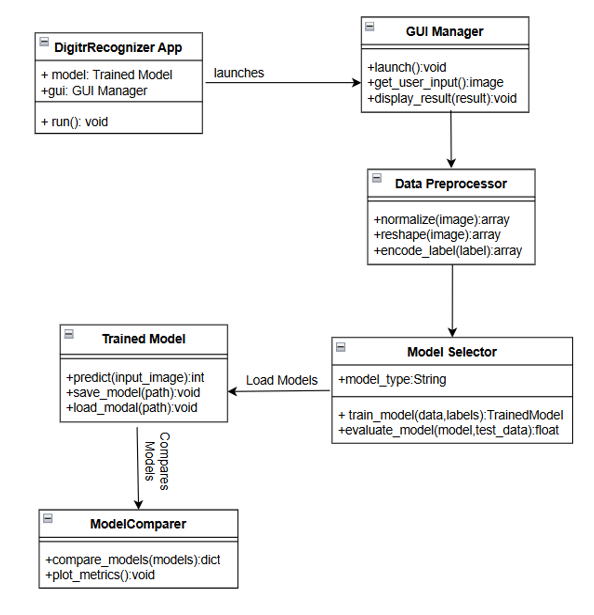 DigitrRecognizer App
+ model: Trained Model
+gui: GUI Manager
+ run(): void
launches
GUI Manager
+launch():void
+get_user_input():image
+display_result(result):void
Data Preprocessor
+normalize(image):array
+reshape(image):array
+encode_label(label):array
Model Selector
+model_type:String
+ train_model(data,labels):TrainedModel
+evaluate_model(model,test_data):float
Load Models
Trained Model
+predict(input_image):int
+save_model(path):void
+load_modal(path):void
Compares
Models
ModelComparer
+compare_models(models):dict
+plot_metrics():void